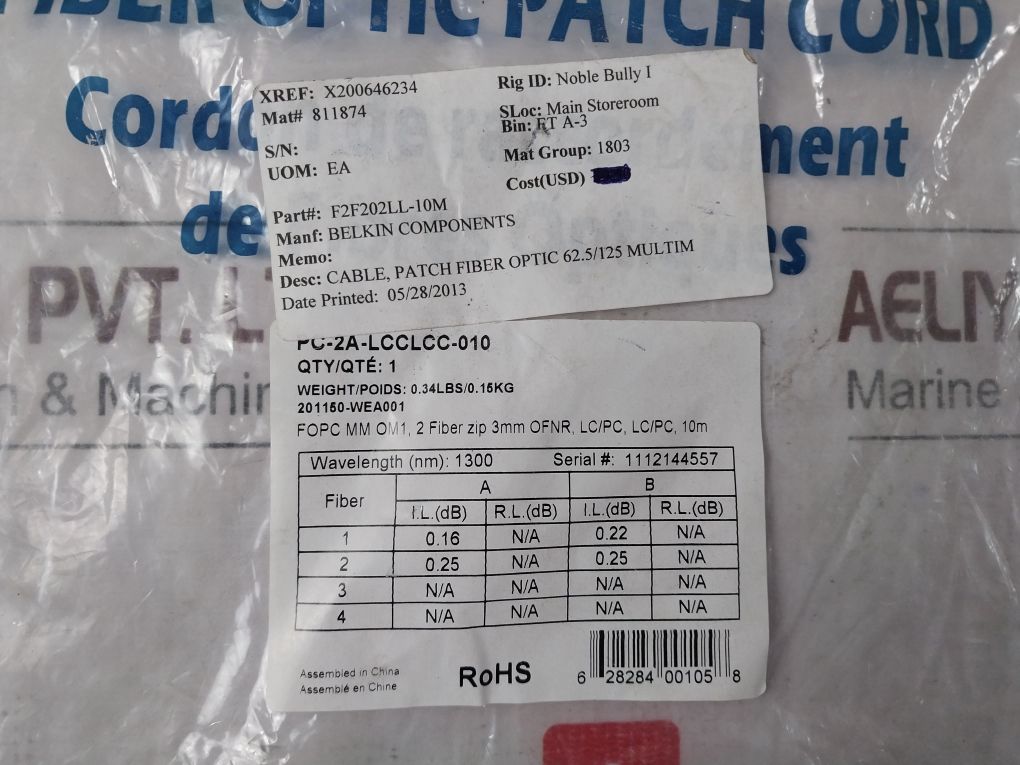 FIBER OPTIC PATCH CORD
XREF: X200646234
Mat# 811874
S/N:
UOM: EA
Rig ID: Noble Bully I
SLoc: Main Storeroom
Bin: ET A-3
Mat Group: 1803
Cost(USD)
Part#: F2F202LL-10M
Manf: BELKIN COMPONENTS
Memo:
Desc: CABLE, PATCH FIBER OPTIC 62.5/125 MULTIM
Date Printed: 05/28/2013
de
PVT.
AELIY
& Machin
Marine
PC-2A-LCCLCC-010
QTY/QTÉ: 1
WEIGHT/POIDS: 0.34LBS/0.15KG
201150-WEA001
FOPC MM OM1, 2 Fiber zip 3mm OFNR, LC/PC, LC/PC, 10m
Wavelength (nm): 1300 Serial #: 1112144557
Fiber A B
I.L.(dB) R.L.(dB) I.L.(dB) R.L.(dB)
1 0.16 N/A 0.22 N/A
2 0.25 N/A 0.25 N/A
3 N/A N/A N/A N/A
4 N/A N/A N/A N/A
Assembled in China
Assemblé en Chine
RoHS
6 28284 00105 8